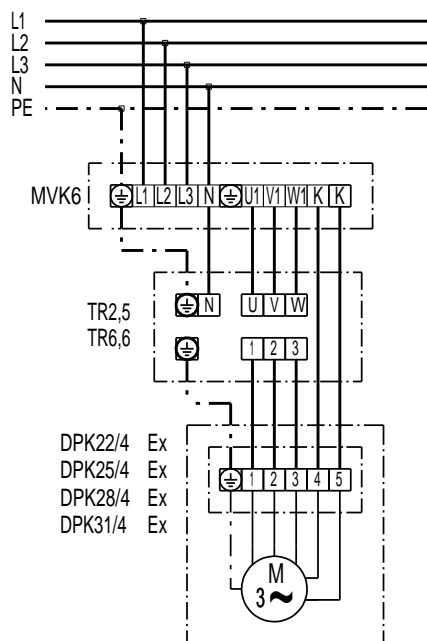 L1
L2
L3
N
PE
MVK6
L1 L2 L3 N U1 V1 W1 K K
TR2,5
TR6,6
N U V W
1 2 3
DPK22/4 Ex
DPK25/4 Ex
DPK28/4 Ex
DPK31/4 Ex
1 2 3 4 5
M
3~